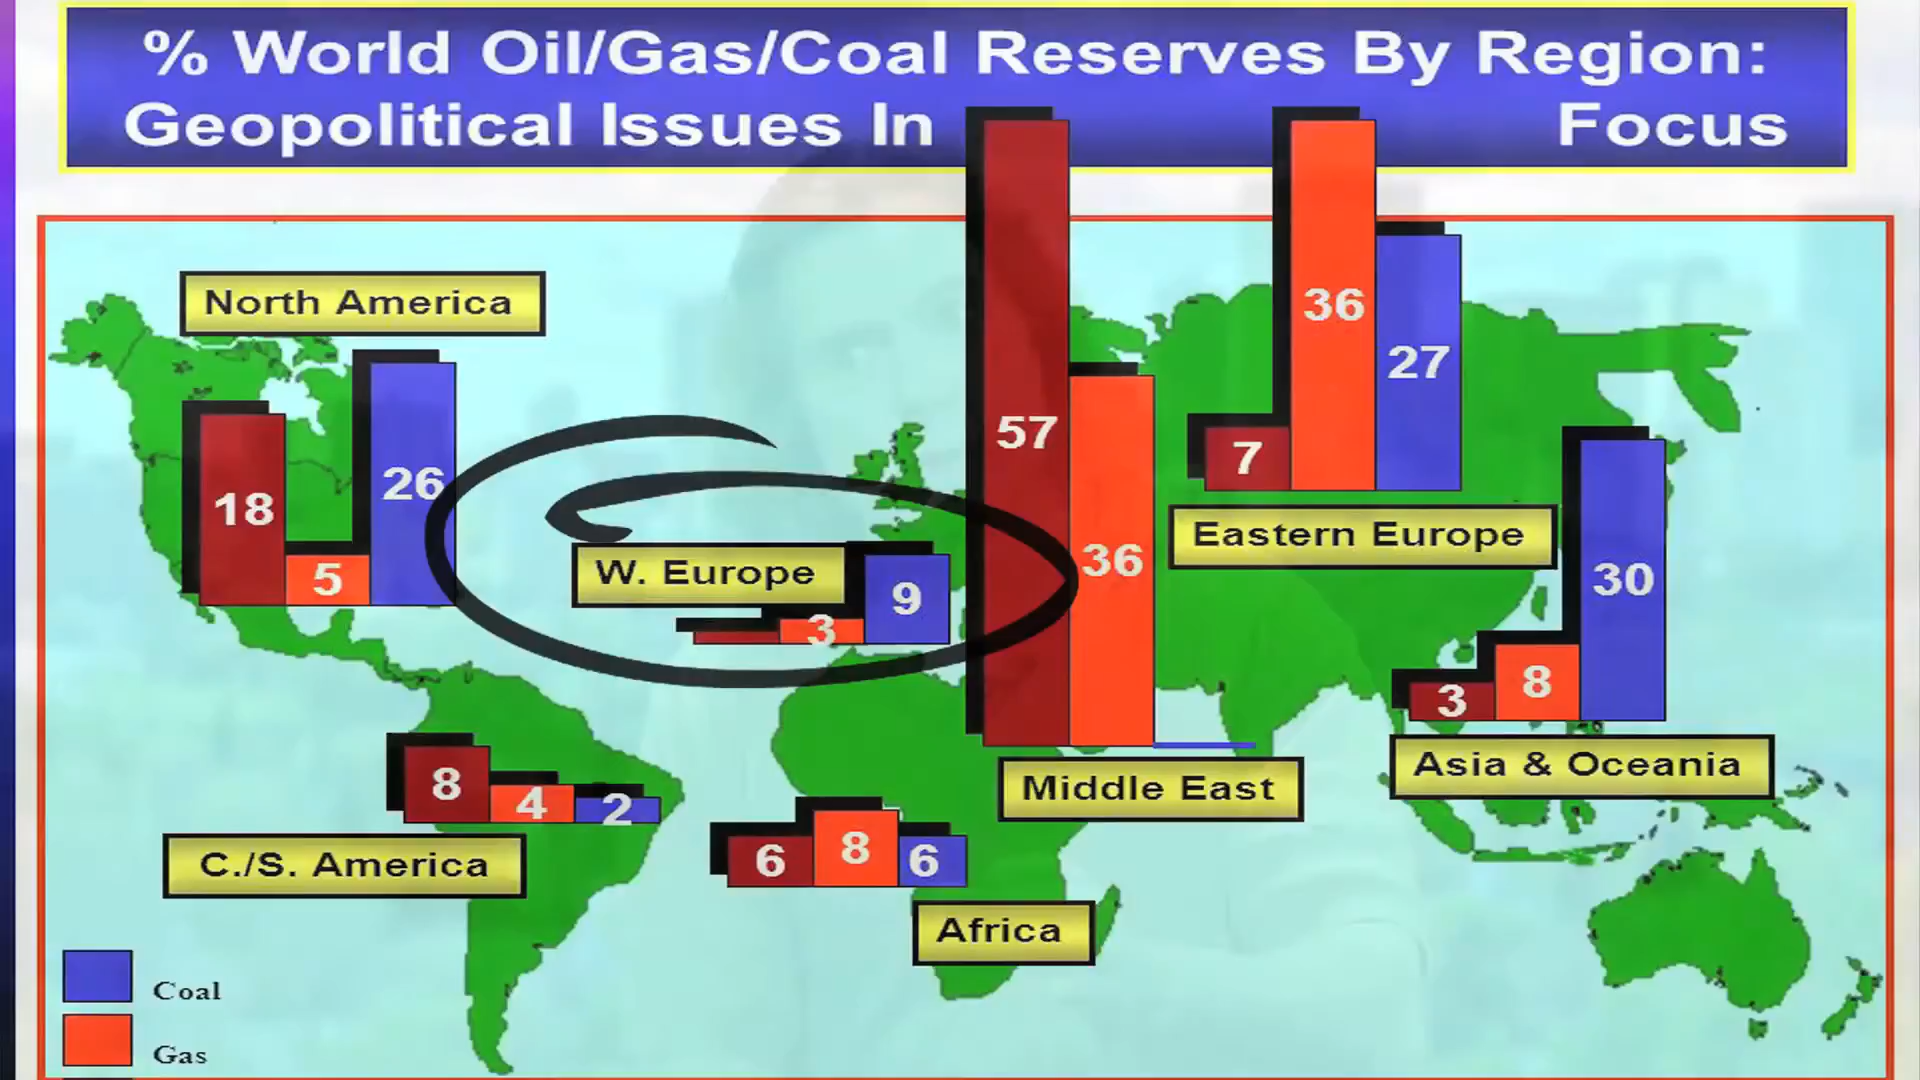 % World Oil/Gas/Coal Reserves By Region:
Geopolitical Issues In Focus
North America
18
5
26
W. Europe
3
9
57
36
Middle East
7
36
27
Eastern Europe
3
8
30
Asia & Oceania
8
4
2
C./S. America
6
8
6
Africa
Coal
Gas